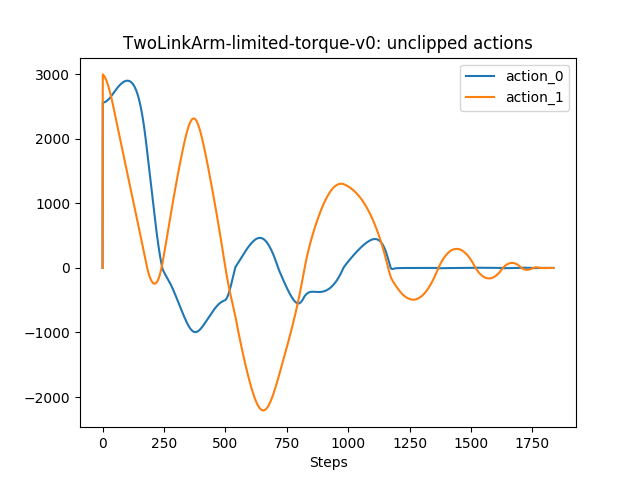 TwoLinkArm-limited-torque-v0: unclipped actions
action_0
action_1
3000
2000
1000
0
−1000
−2000
0 250 500 750 1000 1250 1500 1750
Steps